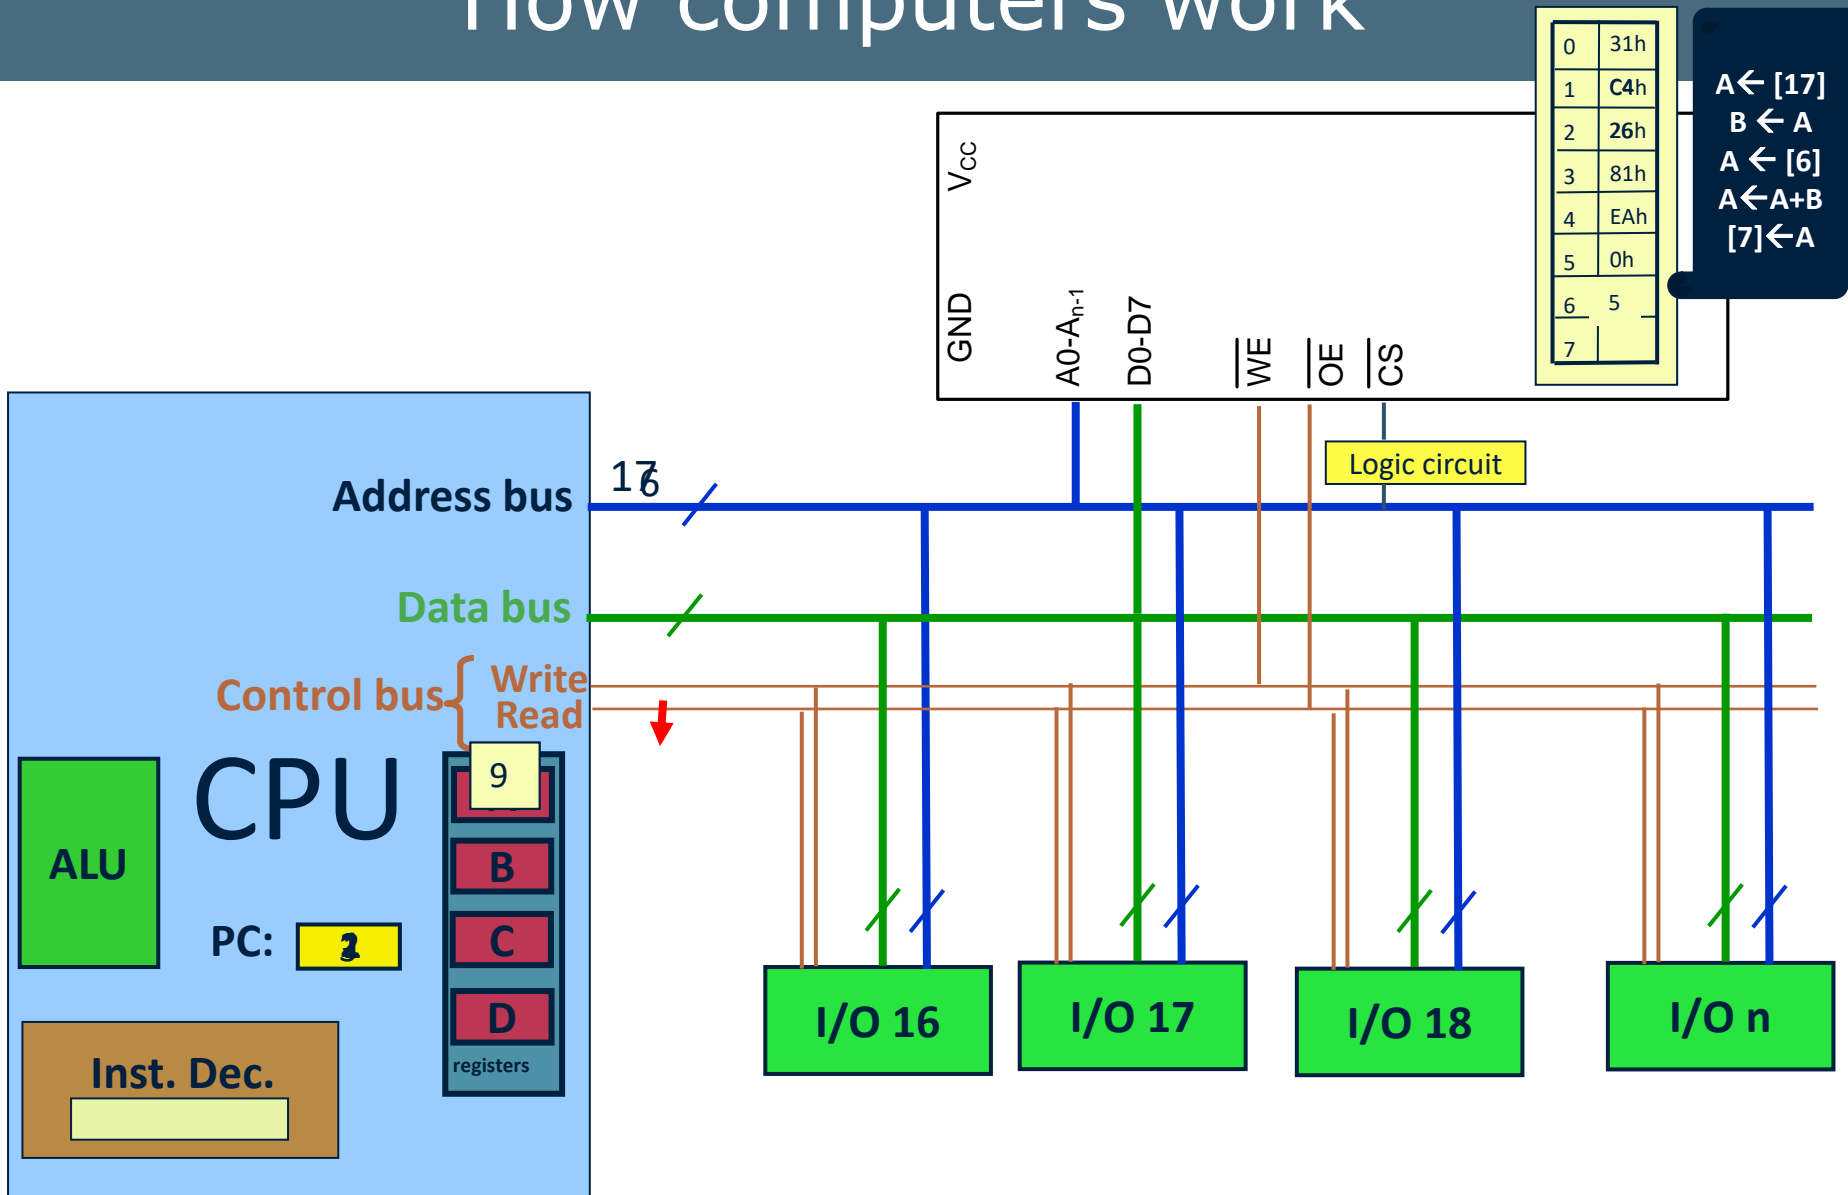 How computers work
0 31h
1 C4h
2 26h
3 81h
4 EAh
5 0h
6 5
7
A← [17]
B ← A
A ← [6]
A←A+B
[7]←A
VCC
GND
A0-An-1
D0-D7
WE
OE
CS
Logic circuit
Address bus
17
6
Data bus
Control bus
Write
Read
CPU
ALU
9
B
C
D
registers
PC:
Inst. Dec.
I/O 16
I/O 17
I/O 18
I/O n